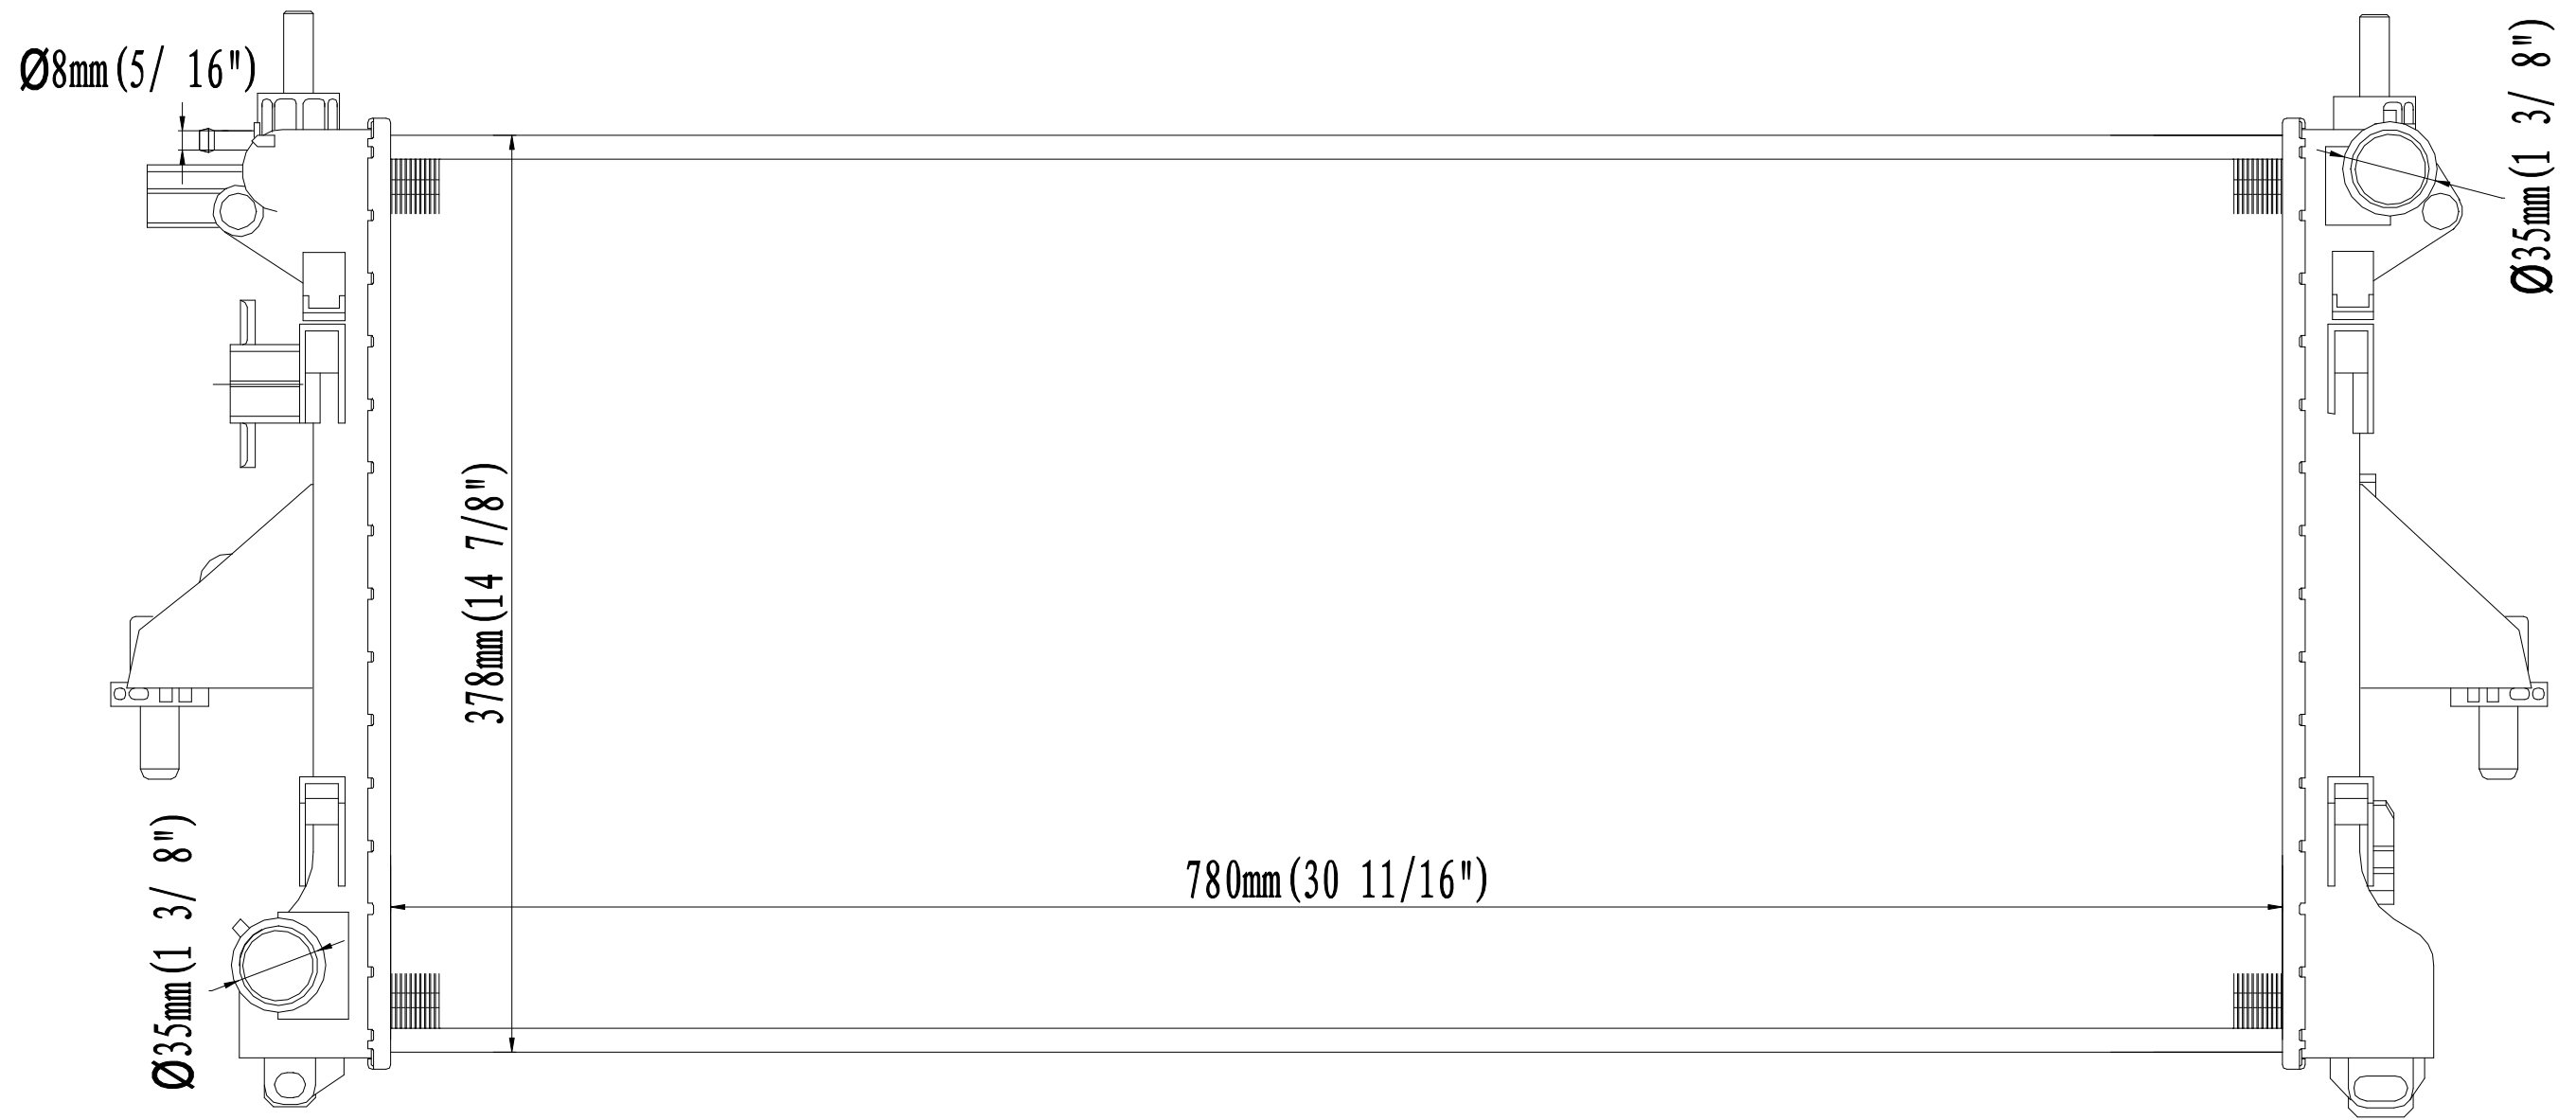 Ø8mm(5/ 16")
Ø35mm(1 3/ 8")
378mm(14 7/8")
780mm(30 11/16")
Ø35mm(1 3/ 8")